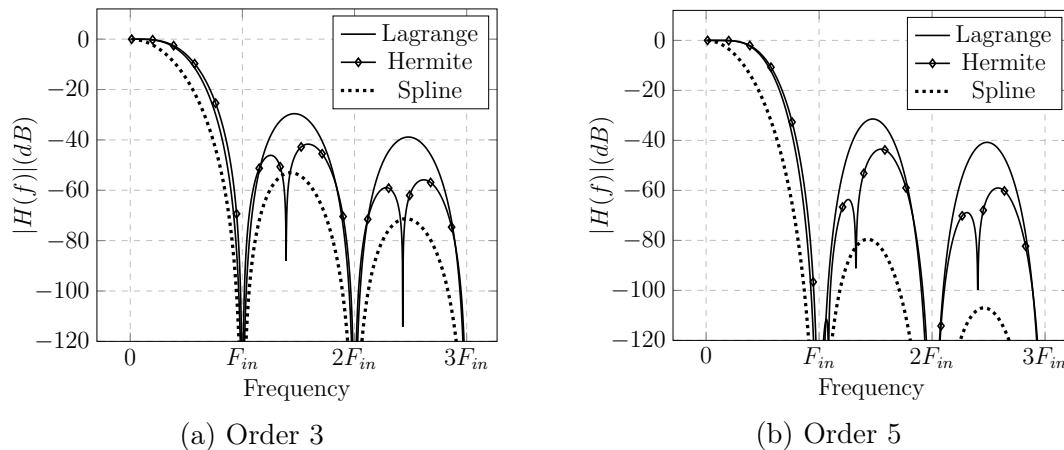 Lagrange
Hermite
Spline
|H(f)|(dB)
0
−20
−40
−60
−80
−100
−120
0
F_in
2F_in
3F_in
Frequency
(a) Order 3
Lagrange
Hermite
Spline
|H(f)|(dB)
0
−20
−40
−60
−80
−100
−120
0
F_in
2F_in
3F_in
Frequency
(b) Order 5